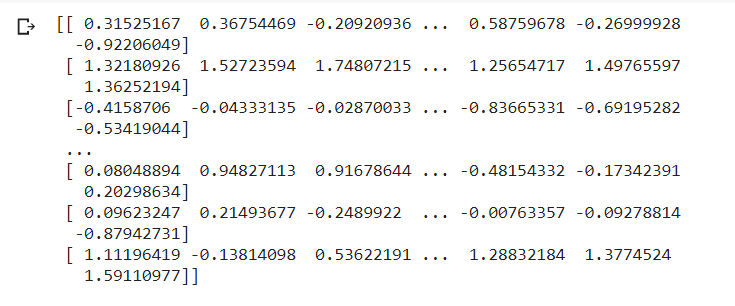 [[ 0.31525167  0.36754469 -0.20920936 ...  0.58759678 -0.26999928
  -0.92206049]
 [ 1.32180926  1.52723594  1.74807215 ...  1.25654717  1.49765597
   1.36252194]
 [-0.4158706  -0.04333135 -0.02870033 ... -0.83665331 -0.69195282
  -0.53419044]
 ...
 [ 0.08048894  0.94827113  0.91678644 ... -0.48154332 -0.17342391
   0.20298634]
 [ 0.09623247  0.21493677 -0.2489922  ... -0.00763357 -0.09278814
  -0.87942731]
 [ 1.11196419 -0.13814098  0.53622191 ...  1.28832184  1.3774524
   1.59110977]]